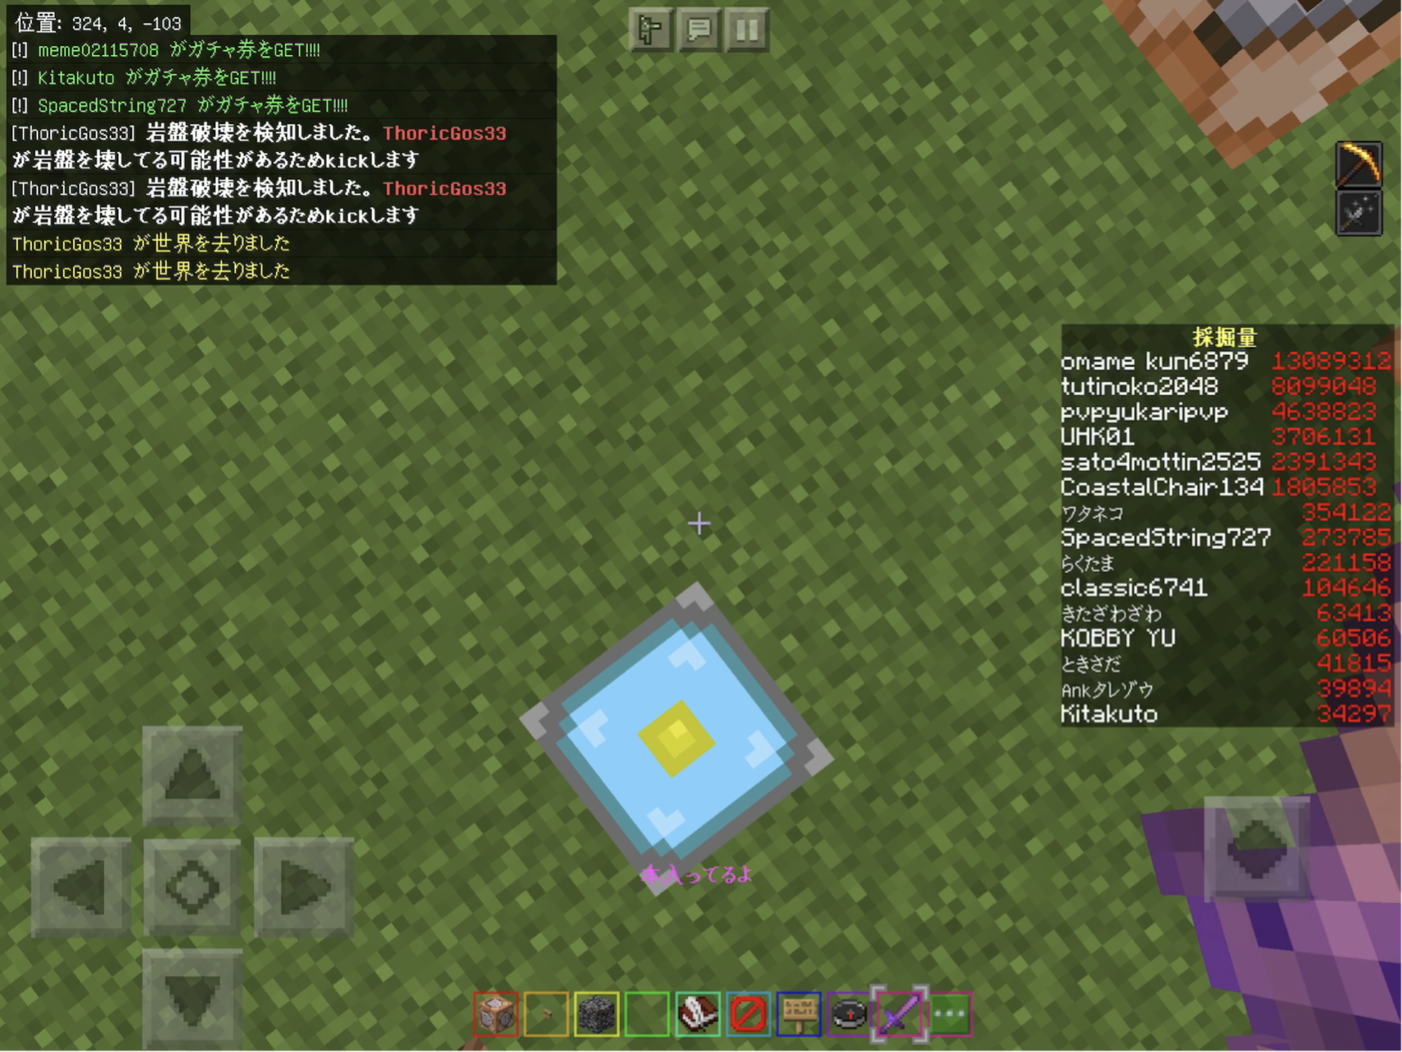 位置: 324, 4, -103
[!] meme02115708 がガチャ券をGET!!!!
[!] Kitakuto がガチャ券をGET!!!!
[!] SpacedString727 がガチャ券をGET!!!!
[ThoricGos33] 岩盤破壊を検知しました。ThoricGos33
が岩盤を壊してる可能性があるためkickします
[ThoricGos33] 岩盤破壊を検知しました。ThoricGos33
が岩盤を壊してる可能性があるためkickします
ThoricGos33 が世界を去りました
ThoricGos33 が世界を去りました
採掘量
omame kun6879 13089312
tutinoko2048 8099048
pvpyukaripvp 4638823
UHK01 3706131
sato4mottin2525 2391343
CoastalChair134 1805853
ワタネコ 354122
SpacedString727 273785
らくたま 221158
classic6741 104646
きたざわざわ 63413
KOBBY YU 60506
ときさだ 41815
Ankタレゾウ 39894
Kitakuto 34297
本入ってるよ